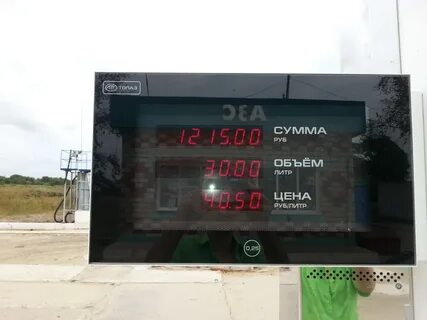 ТОПАЗ
АЗС
1215.00 СУММА
РУБ
30.00 ОБЪЁМ
ЛИТР
40.50 ЦЕНА
РУБ/ЛИТР
0,25